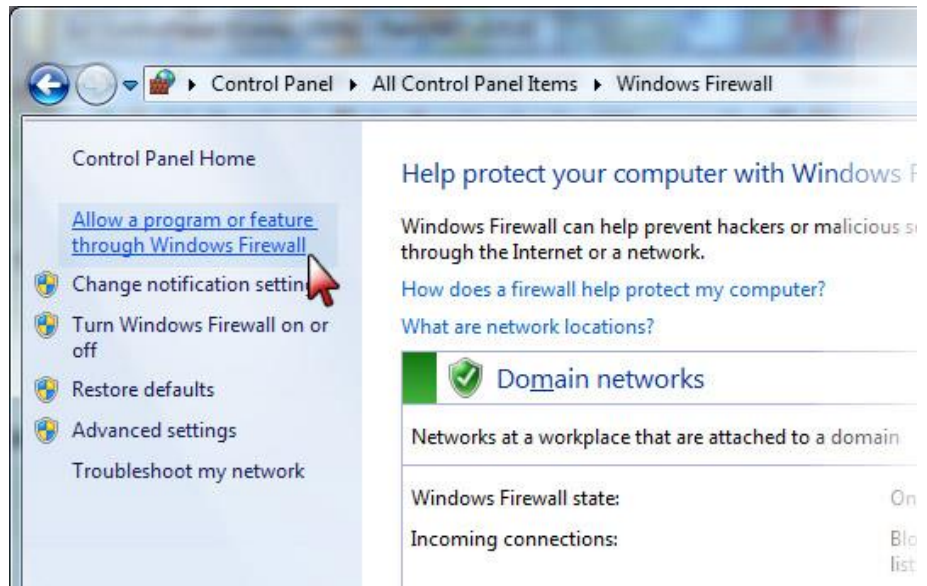 Control Panel ▸ All Control Panel Items ▸ Windows Firewall
Control Panel Home
Allow a program or feature
through Windows Firewall
Change notification
Turn Windows Firewall on or
off
Restore defaults
Advanced settings
Troubleshoot my network
Help protect your computer with Windows
Windows Firewall can help prevent hackers or malicious
through the Internet or a network.
How does a firewall help protect my computer?
What are network locations?
Domain networks
Networks at a workplace that are attached to a domain
Windows Firewall state: On
Incoming connections: